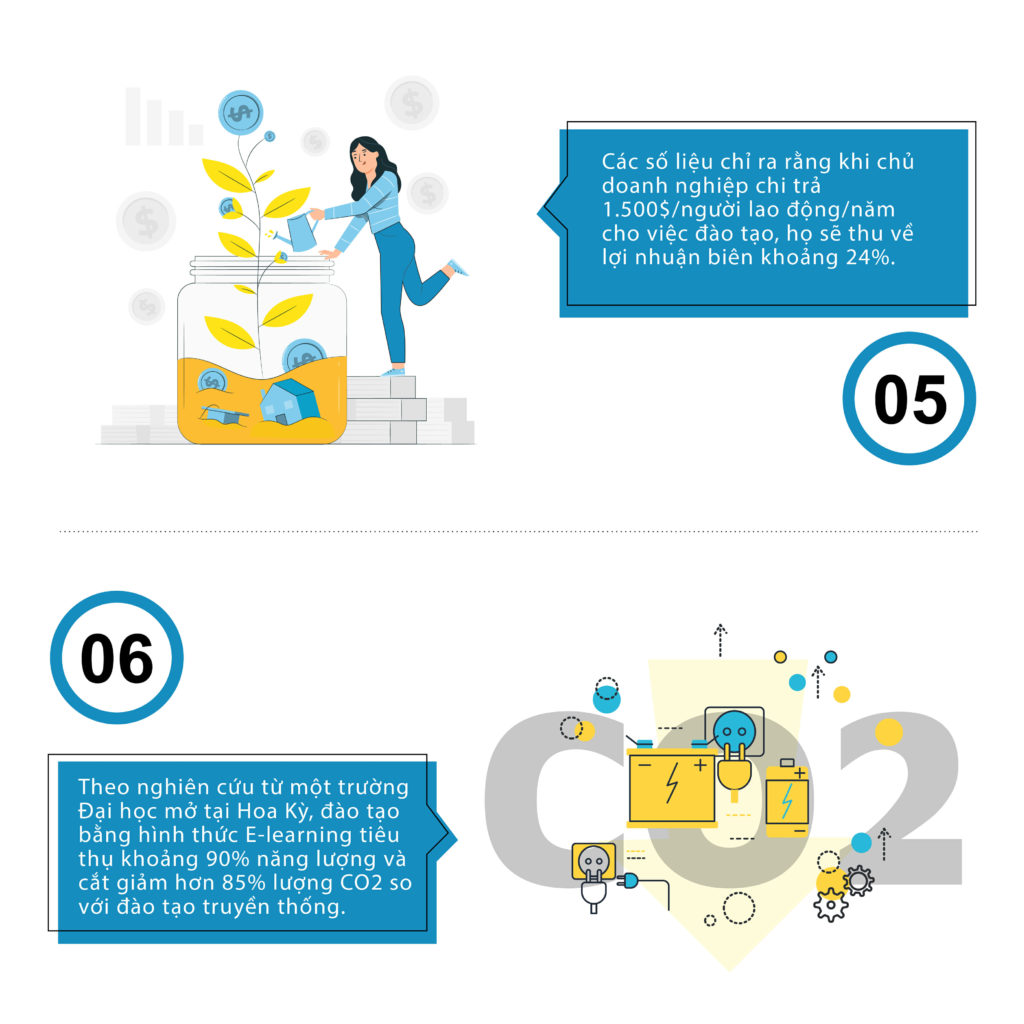 Các số liệu chỉ ra rằng khi chủ
doanh nghiệp chi trả
1.500$/người lao động/năm
cho việc đào tạo, họ sẽ thu về
lợi nhuận biên khoảng 24%.
05
06
Theo nghiên cứu từ một trường
Đại học mở tại Hoa Kỳ, đào tạo
bằng hình thức E-learning tiêu
thụ khoảng 90% năng lượng và
cắt giảm hơn 85% lượng CO2 so
với đào tạo truyền thống.
CO2